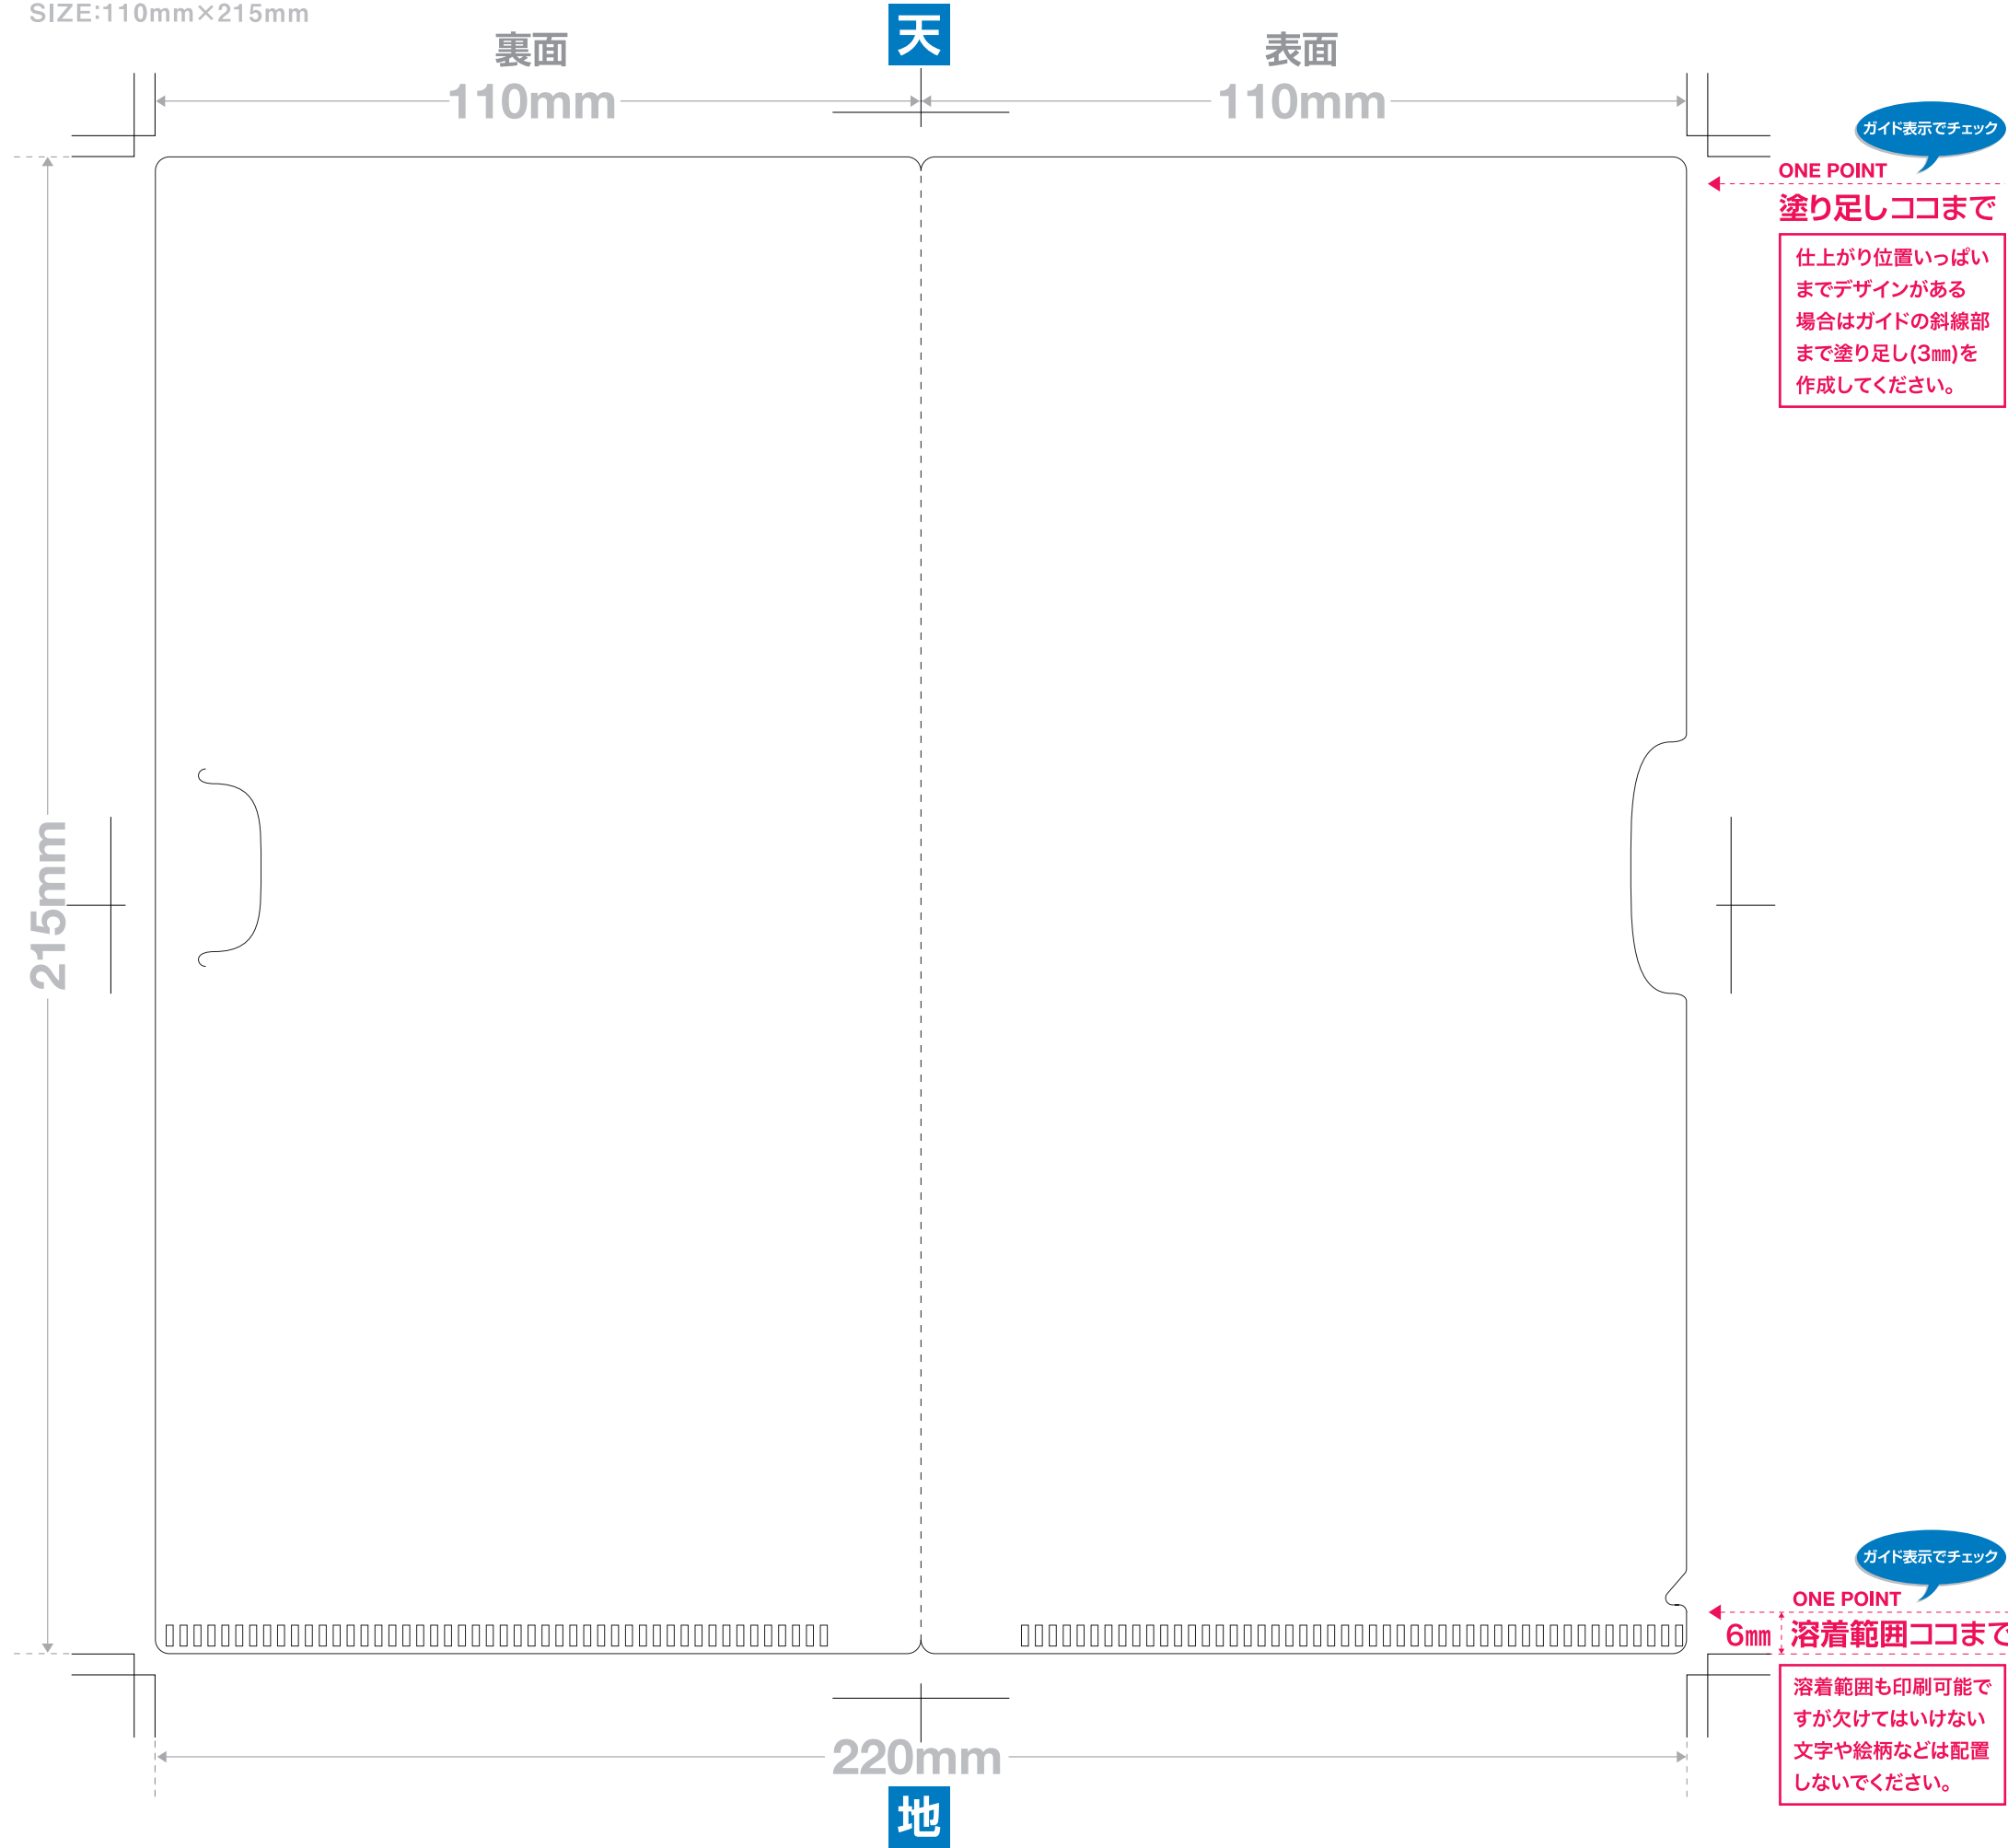 SIZE:110mm×215mm
天
裏面
表面
110mm
110mm
ガイド表示でチェック
ONE POINT
塗り足しココまで
仕上がり位置いっぱい
までデザインがある
場合はガイドの斜線部
まで塗り足し(3mm)を
作成してください。
215mm
ガイド表示でチェック
ONE POINT
6mm
溶着範囲ココまで
溶着範囲も印刷可能で
すが欠けてはいけない
文字や絵柄などは配置
しないでください。
220mm
地